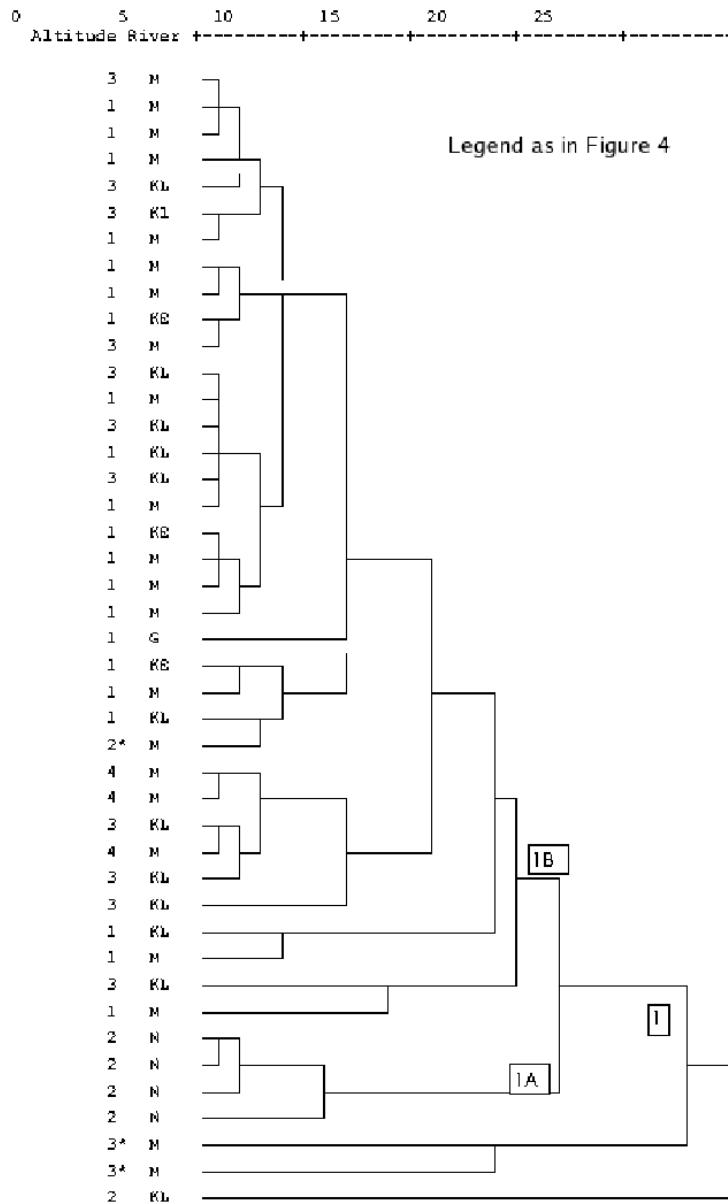 0 5 10 15 20 25
Altitude River +---------+---------+---------+---------+---------
3 M
1 M
1 M
Legend as in Figure 4
1 M
3 KL
3 Kl
1 M
1 M
1 M
1 KE
3 M
3 KL
1 M
3 KL
1 KL
3 KL
1 M
1 KE
1 M
1 M
1 M
1 G
1 KE
1 M
1 KL
2* M
4 M
4 M
3 KL
4 M
1B
3 KL
3 KL
1 KL
1 M
3 KL
1 M
1
2 N
2 N
1A
2 N
2 N
3* M
3* M
2 KL